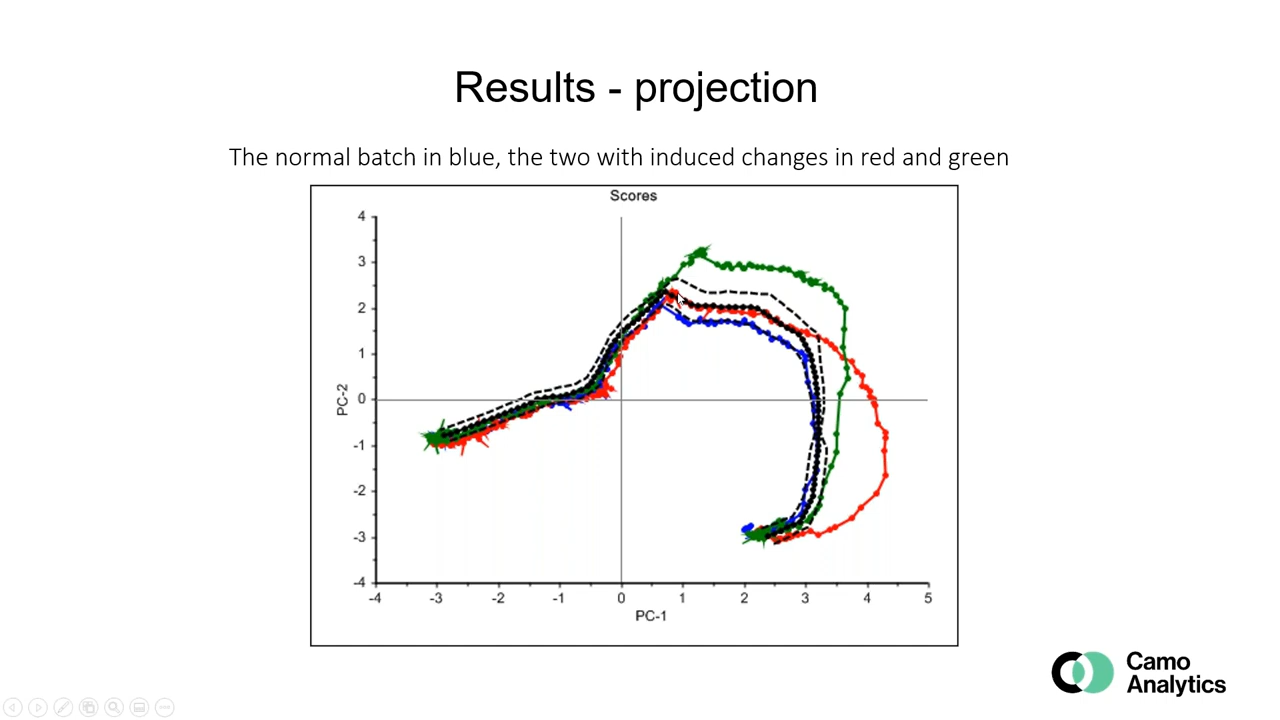 Results - projection
The normal batch in blue, the two with induced changes in red and green
Scores
4
3
2
1
0
-1
-2
-3
-4
PC-2
-4 -3 -2 -1 0 1 2 3 4 5
PC-1
Camo
Analytics